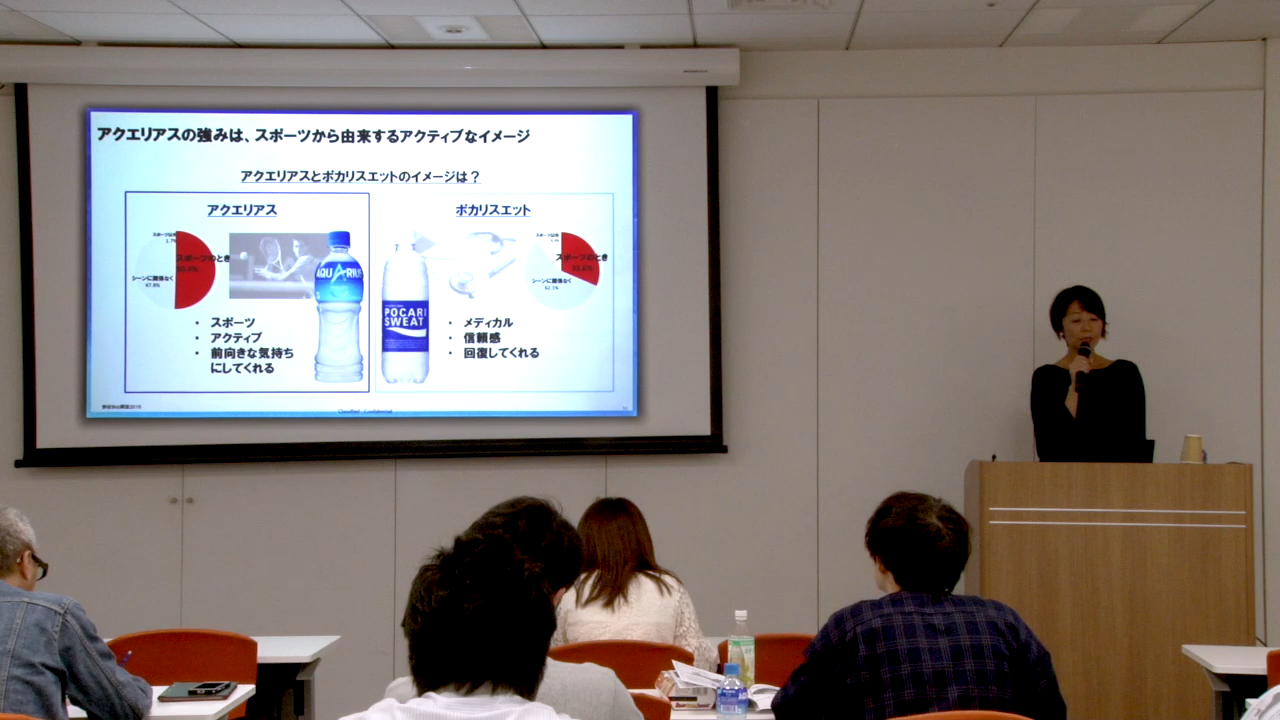 アクエリアスの強みは、スポーツから由来するアクティブなイメージ
アクエリアスとポカリスエットのイメージは？
アクエリアス
スポーツのとき
シーンに関係なく
47.8%
AQUARIUS
・ スポーツ
・ アクティブ
・ 前向きな気持ち
にしてくれる
ポカリスエット
スポーツのとき
シーンに関係なく
POCARI
SWEAT
・ メディカル
・ 信頼感
・ 回復してくれる
Classified - Confidential